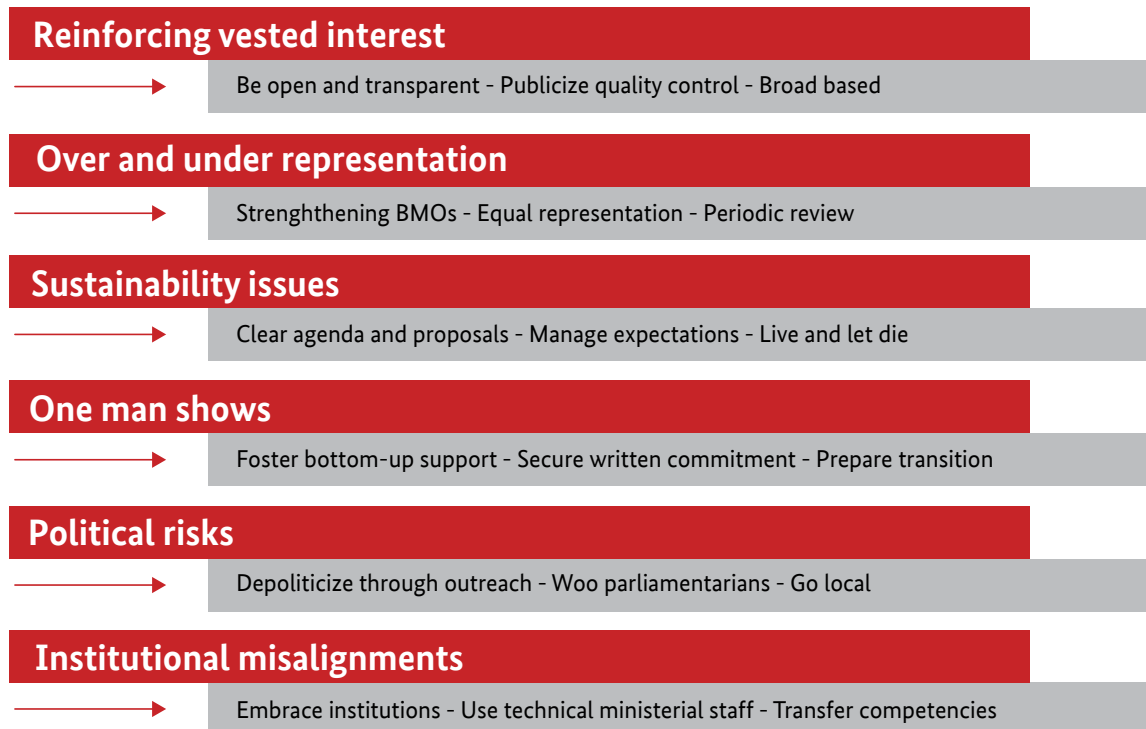 Reinforcing vested interest
Be open and transparent - Publicize quality control - Broad based
Over and under representation
Strenghthening BMOs - Equal representation - Periodic review
Sustainability issues
Clear agenda and proposals - Manage expectations - Live and let die
One man shows
Foster bottom-up support - Secure written commitment - Prepare transition
Political risks
Depoliticize through outreach - Woo parliamentarians - Go local
Institutional misalignments
Embrace institutions - Use technical ministerial staff - Transfer competencies